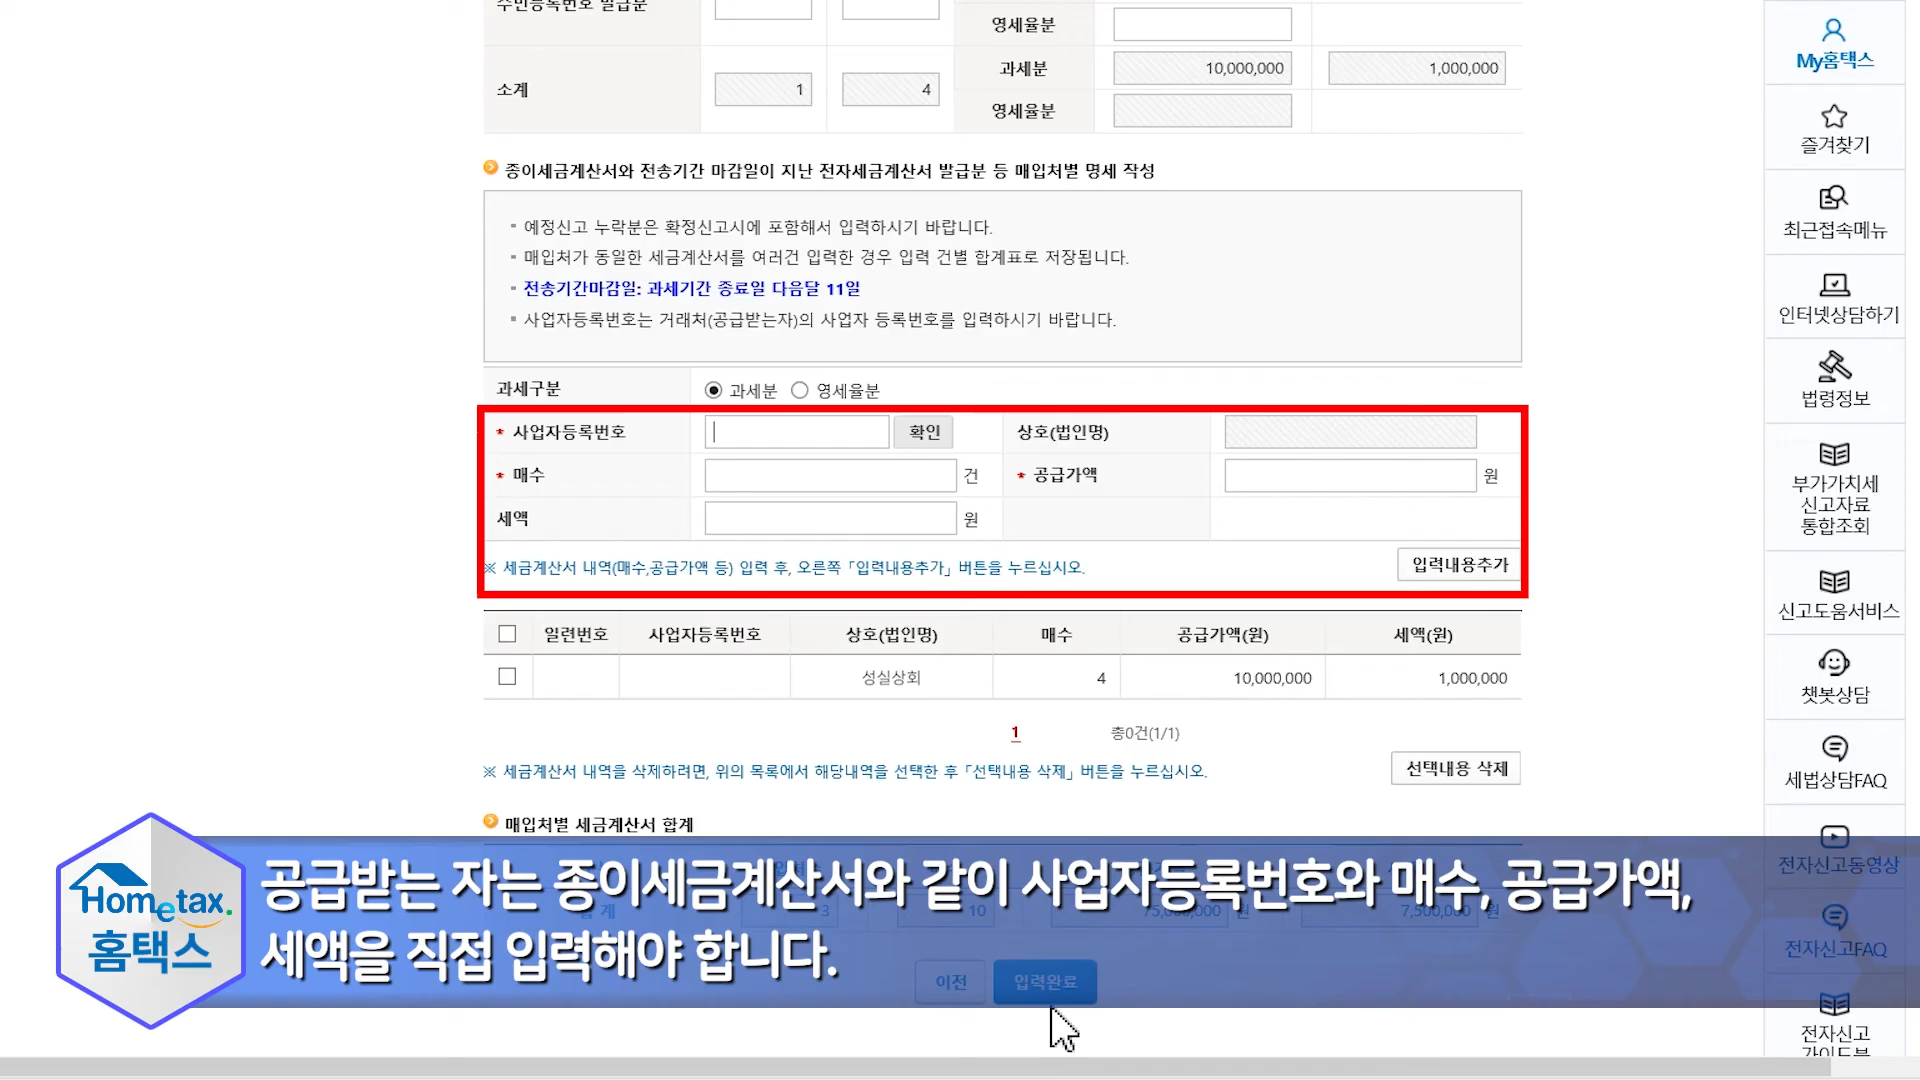 주민등록번호 발급분
영세율분
소계
1
4
과세분
10,000,000
1,000,000
영세율분
종이세금계산서와 전송기간 마감일이 지난 전자세금계산서 발급분 등 매입처별 명세 작성
예정신고 누락분은 확정신고시에 포함해서 입력하시기 바랍니다.
매입처가 동일한 세금계산서를 여러건 입력한 경우 입력 건별 합계표로 저장됩니다.
전송기간마감일: 과세기간 종료일 다음달 11일
사업자등록번호는 거래처(공급받는자)의 사업자 등록번호를 입력하시기 바랍니다.
과세구분 과세분 영세율분
* 사업자등록번호 확인 상호(법인명)
* 매수 건 * 공급가액 원
세액 원
※ 세금계산서 내역(매수,공급가액 등) 입력 후, 오른쪽「입력내용추가」버튼을 누르십시오. 입력내용추가
일련번호 사업자등록번호 상호(법인명) 매수 공급가액(원) 세액(원)
성실상회 4 10,000,000 1,000,000
1 총0건(1/1)
※ 세금계산서 내역을 삭제하려면, 위의 목록에서 해당내역을 선택한 후「선택내용 삭제」버튼을 누르십시오. 선택내용 삭제
매입처별 세금계산서 합계
합 계 3 10 75,000,000 원 7,500,000 원
이전 입력완료
Hometax.
홈택스
공급받는 자는 종이세금계산서와 같이 사업자등록번호와 매수, 공급가액,
세액을 직접 입력해야 합니다.
My홈택스
즐겨찾기
최근접속메뉴
인터넷상담하기
법령정보
부가가치세
신고자료
통합조회
신고도움서비스
챗봇상담
세법상담FAQ
전자신고동영상
전자신고FAQ
전자신고
가이드북